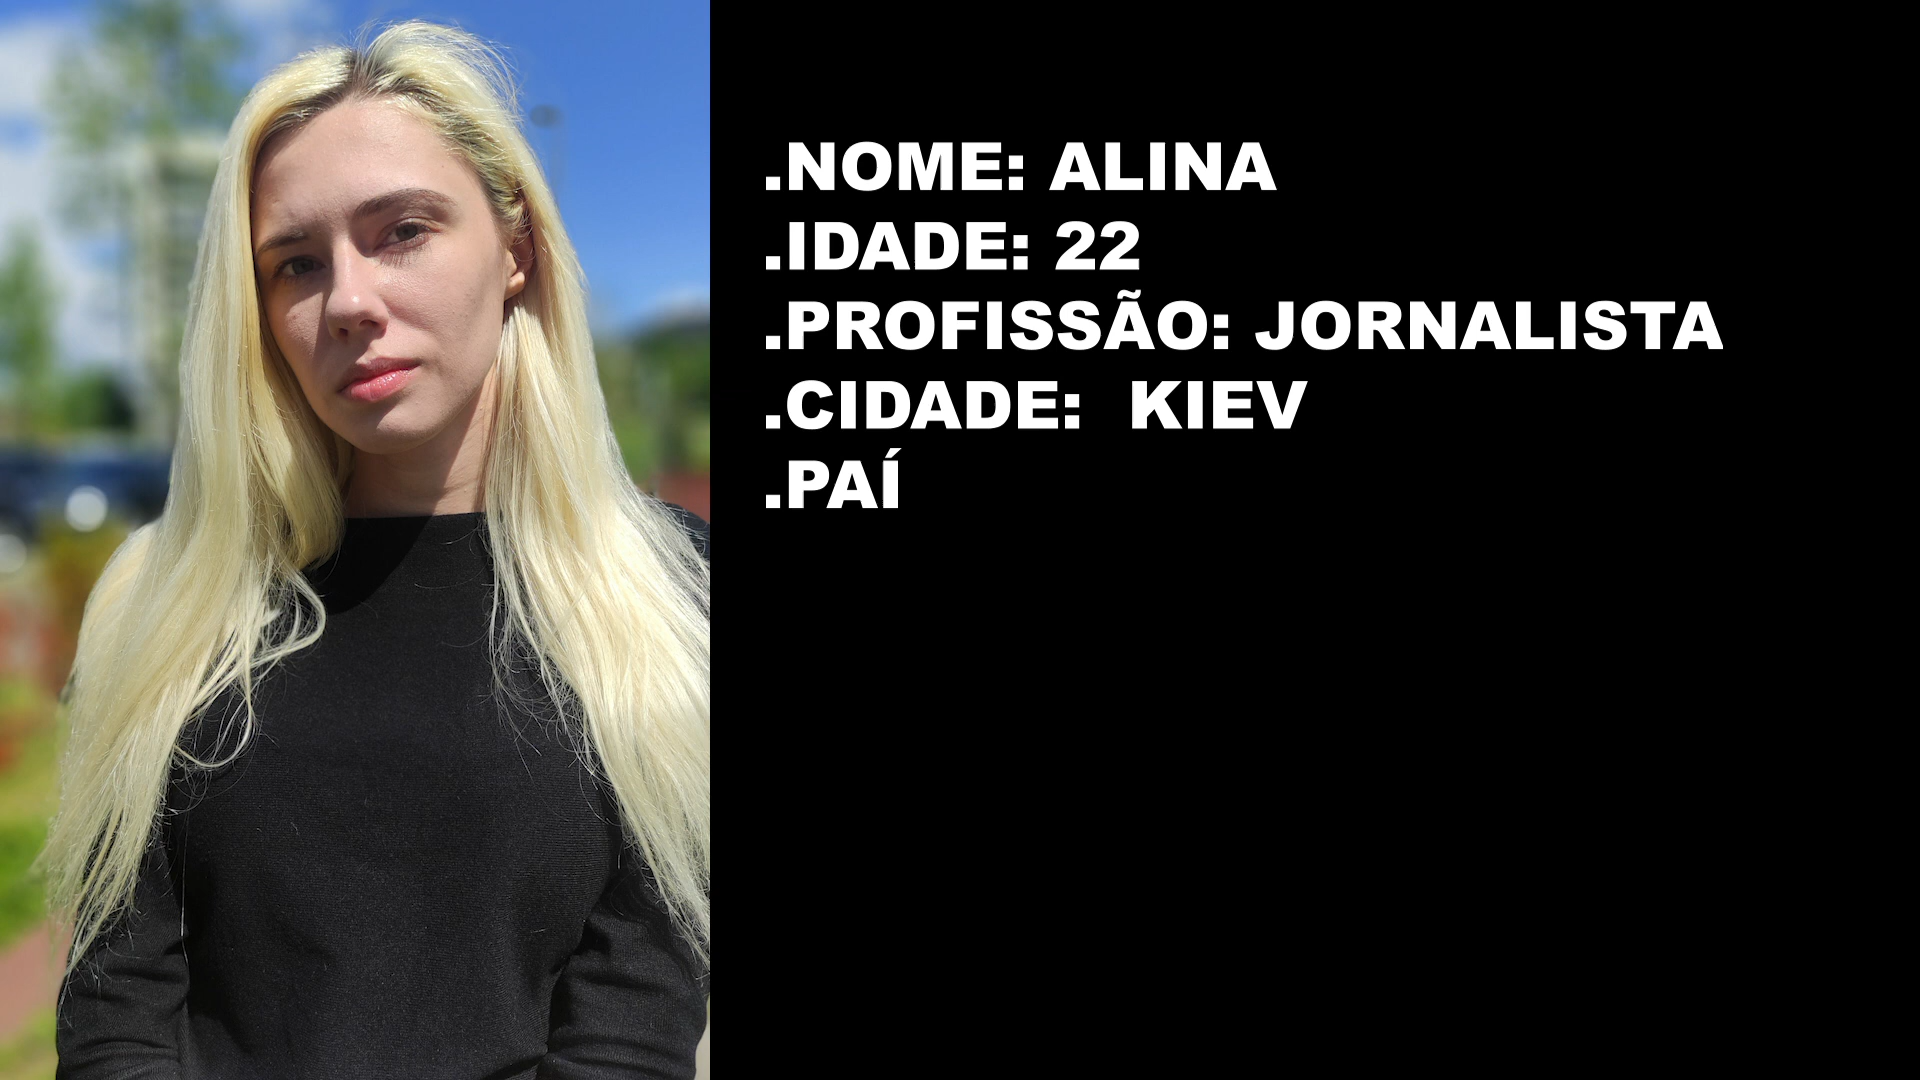 .NOME: ALINA
.IDADE: 22
.PROFISSÃO: JORNALISTA
.CIDADE:  KIEV
.PAÍ